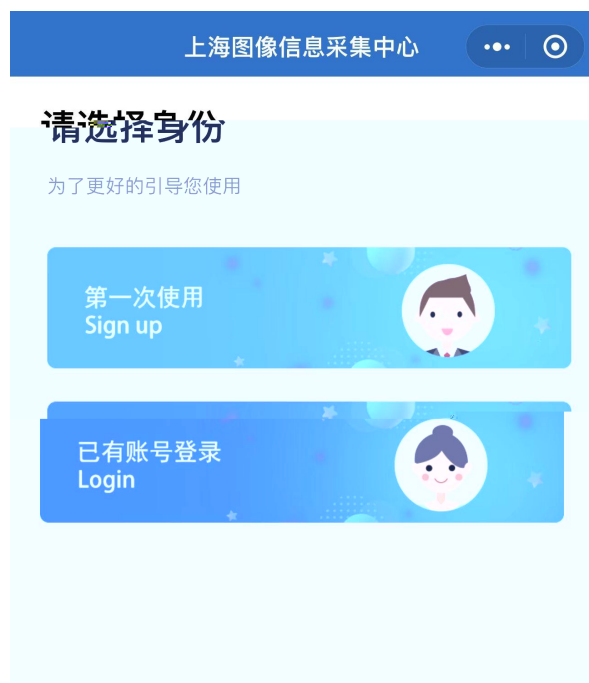 上海图像信息采集中心
请选择身份
为了更好的引导您使用
第一次使用
Sign up
已有账号登录
Login